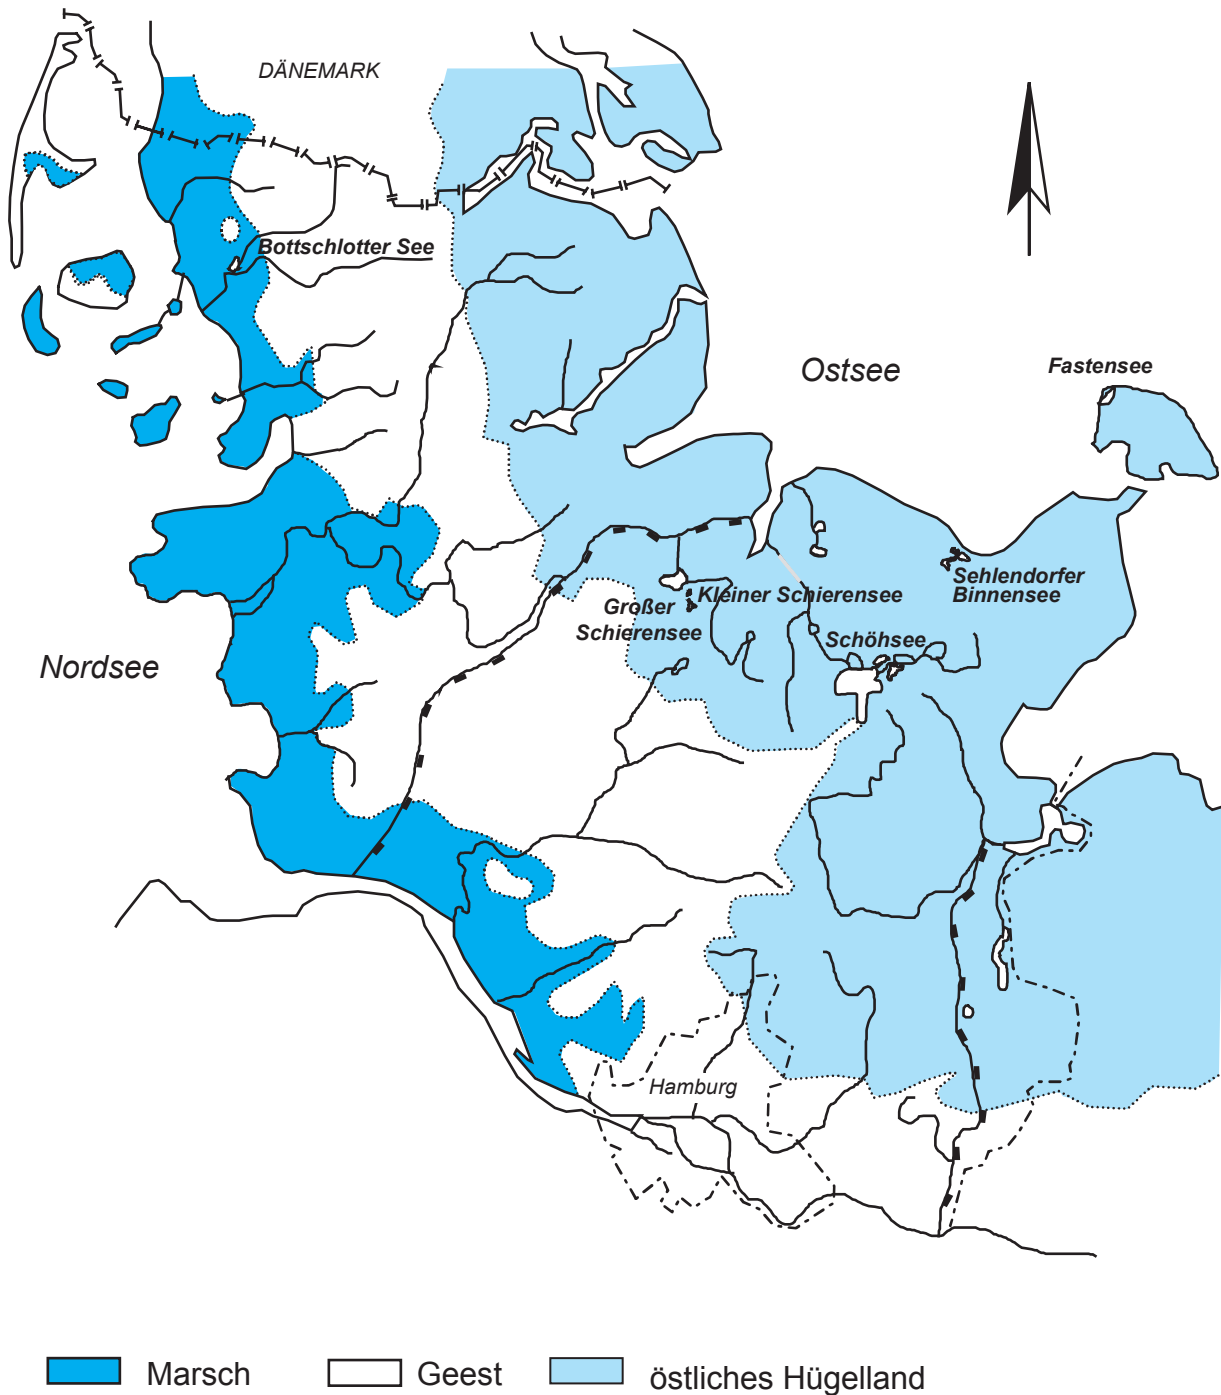 DÄNEMARK
Bottschlotter See
Ostsee
Fastensee
Sehlendorfer
Binnensee
Kleiner Schierensee
Großer
Schierensee
Schöhsee
Nordsee
Hamburg
Marsch
Geest
östliches Hügelland